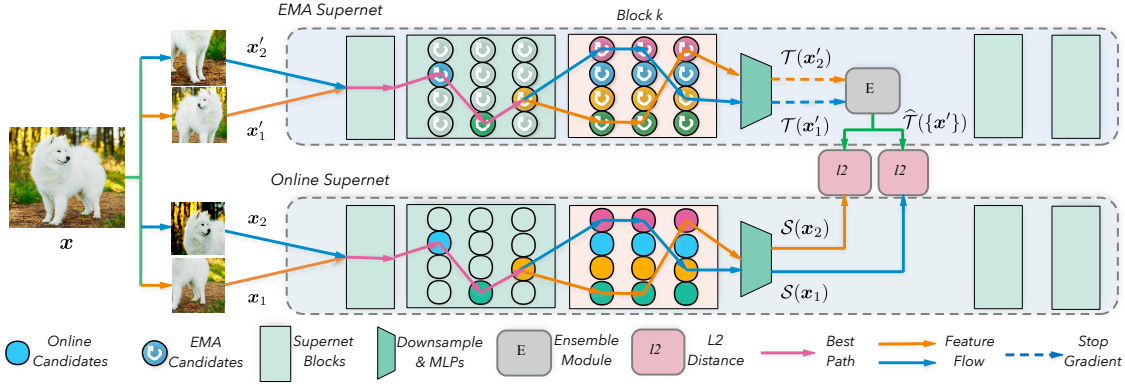 EMA Supernet
Block k
x′₂
T(x′₂)
E
x′₁
T(x′₁)
T̂({x′})
l2
l2
Online Supernet
x
x₂
S(x₂)
x₁
S(x₁)
Online
Candidates
EMA
Candidates
Supernet
Blocks
Downsample
& MLPs
E
Ensemble
Module
l2
L2
Distance
Best
Path
Feature
Flow
Stop
Gradient